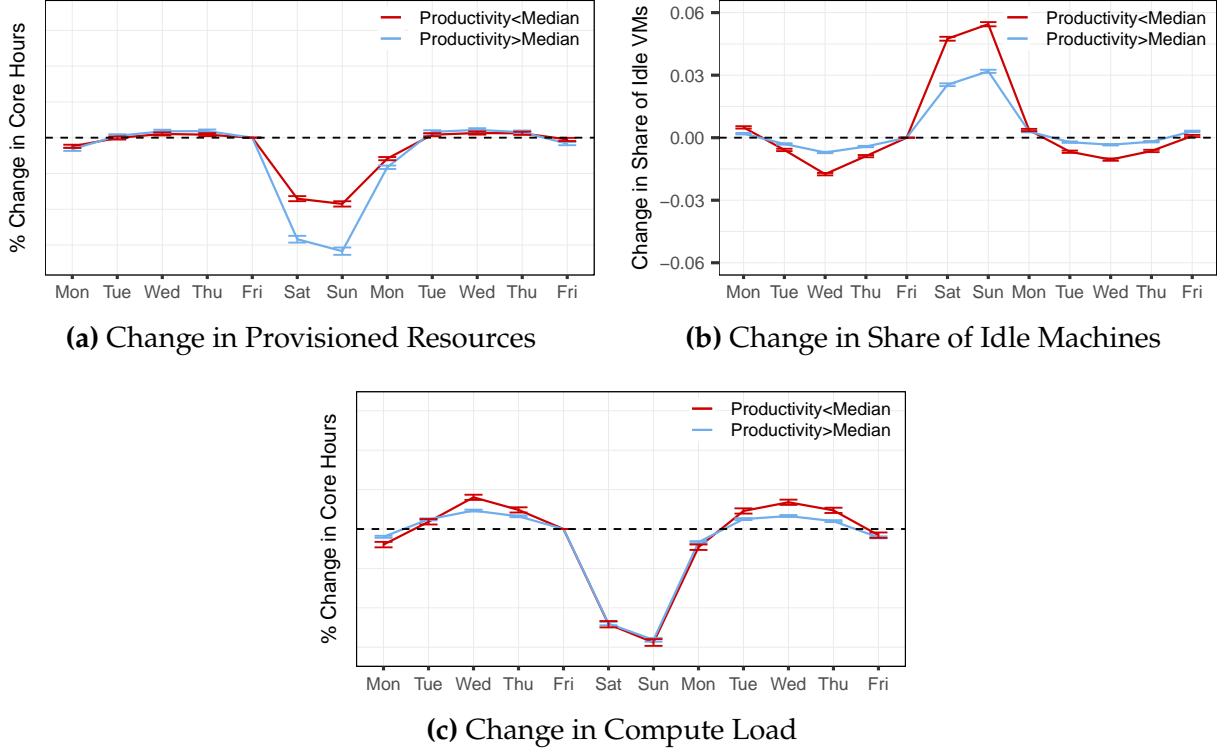 % Change in Core Hours
Productivity<Median
Productivity>Median
Mon Tue Wed Thu Fri Sat Sun Mon Tue Wed Thu Fri
(a) Change in Provisioned Resources
Change in Share of Idle VMs
0.06
0.03
0.00
−0.03
−0.06
Productivity<Median
Productivity>Median
Mon Tue Wed Thu Fri Sat Sun Mon Tue Wed Thu Fri
(b) Change in Share of Idle Machines
% Change in Core Hours
Productivity<Median
Productivity>Median
Mon Tue Wed Thu Fri Sat Sun Mon Tue Wed Thu Fri
(c) Change in Compute Load